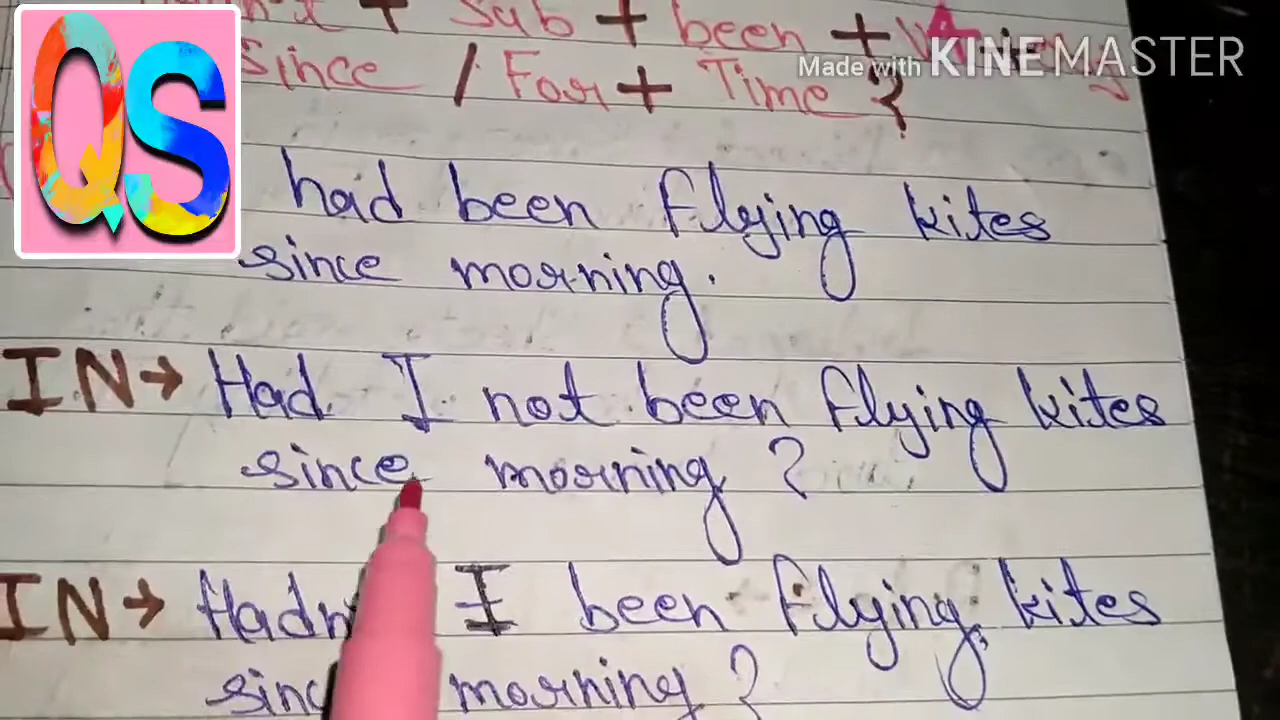 + Sub + been +
Since / For + Time ?
Made with KINEMASTER
QS
had been flying kites
since morning.
IN→ Had I not been flying kites
since morning ?
IN→ I been flying kites
morning ?